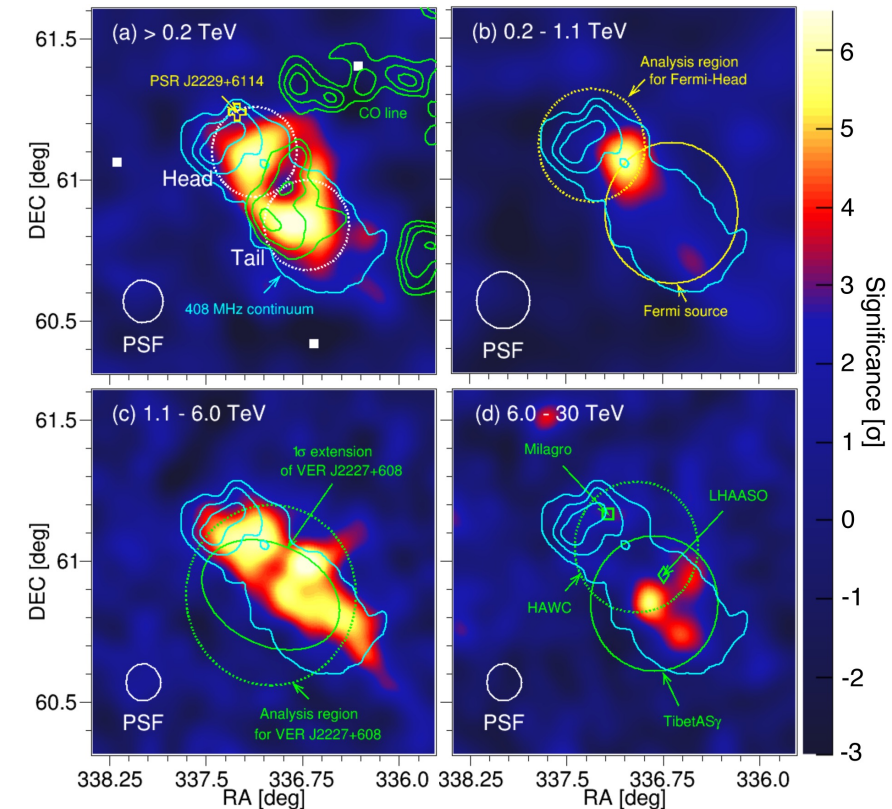 (a) > 0.2 TeV
PSR J2229+6114
CO line
Head
Tail
408 MHz continuum
PSF
61.5
61
60.5
DEC [deg]
(b) 0.2 - 1.1 TeV
Analysis region
for Fermi-Head
Fermi source
PSF
(c) 1.1 - 6.0 TeV
1σ extension
of VER J2227+608
Analysis region
for VER J2227+608
PSF
61.5
61
60.5
DEC [deg]
338.25 337.5 336.75 336.0
RA [deg]
(d) 6.0 - 30 TeV
Milagro
LHAASO
HAWC
TibetASγ
PSF
338.25 337.5 336.75 336.0
RA [deg]
6
5
4
3
2
1
0
-1
-2
-3
Significance [σ]